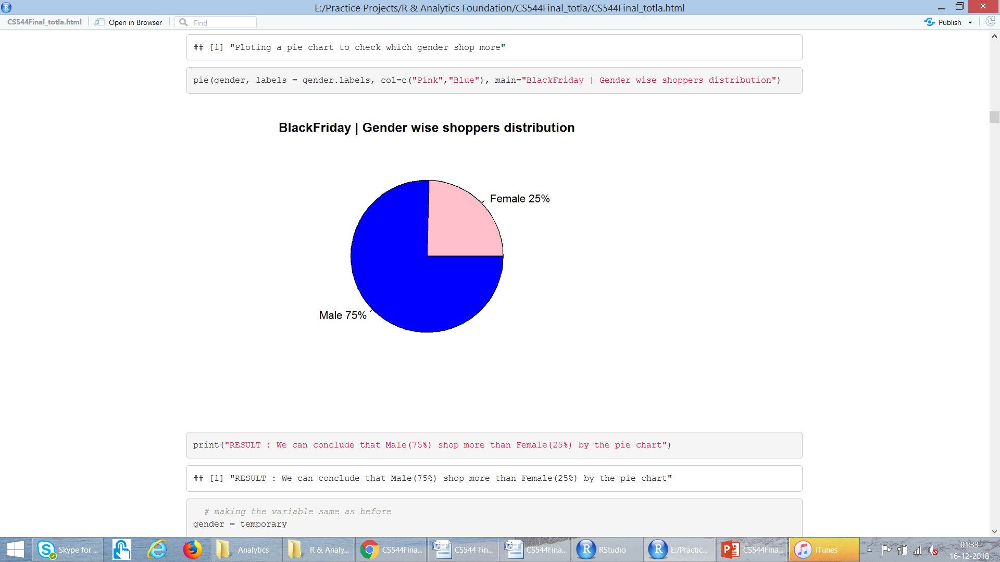 E:/Practice Projects/R & Analytics Foundation/CS544Final_totla/CS544Final_totla.html
CS544Final_totla.html
Open in Browser
Find
Publish
## [1] "Ploting a pie chart to check which gender shop more"
pie(gender, labels = gender.labels, col=c("Pink","Blue"), main="BlackFriday | Gender wise shoppers distribution")
BlackFriday | Gender wise shoppers distribution
Female 25%
Male 75%
print("RESULT : We can conclude that Male(75%) shop more than Female(25%) by the pie chart")
## [1] "RESULT : We can conclude that Male(75%) shop more than Female(25%) by the pie chart"
# making the variable same as before
gender = temporary
Skype for ...
Analytics
R & Analy...
CS544Fina...
CS544 Fin...
CS544Fina...
RStudio
E:/Practic...
CS544Fina...
iTunes
01:33
16-12-2018